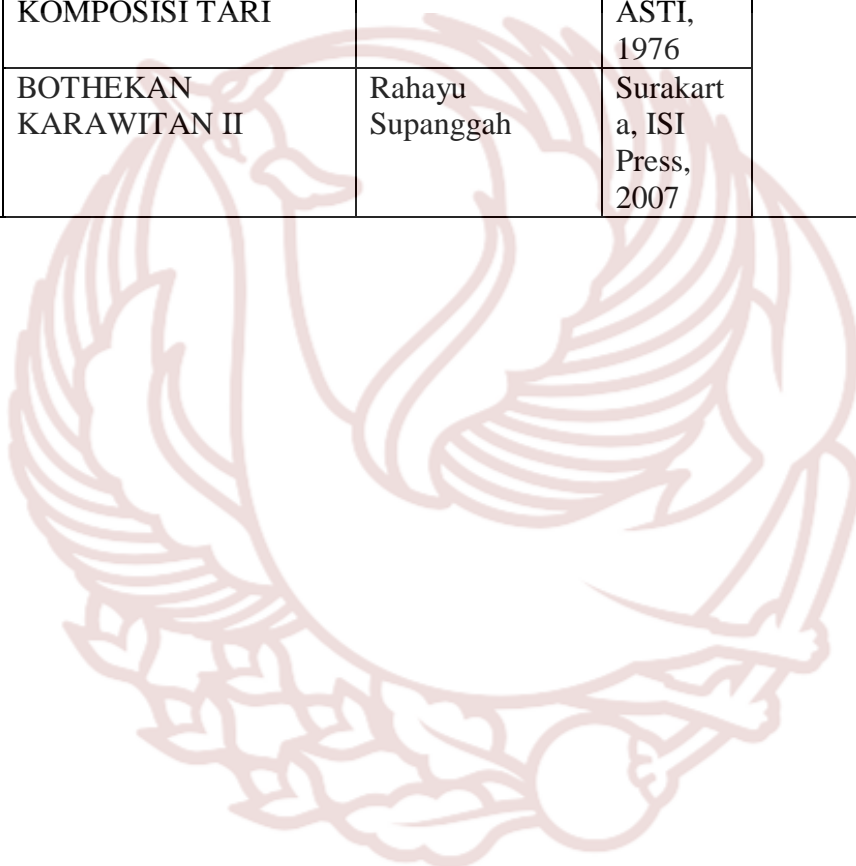 KOMPOSISI TARI ASTI,
1976
BOTHEKAN Rahayu Surakart
KARAWITAN II Supanggah a, ISI
Press,
2007